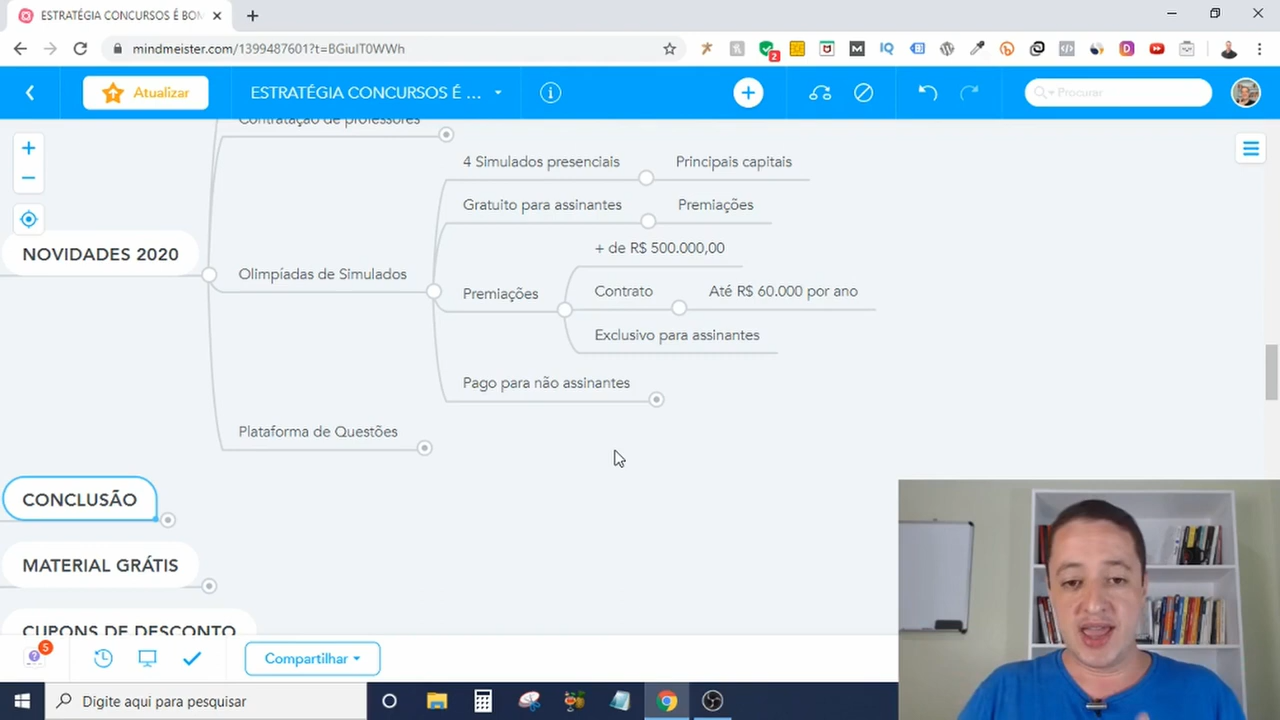 ESTRATÉGIA CONCURSOS É BOM
mindmeister.com/1399487601?t=BGiuIT0WWh
2
IQ
Atualizar
ESTRATÉGIA CONCURSOS É ...
Procurar
Contratação de professores
4 Simulados presenciais
Principais capitais
Gratuito para assinantes
Premiações
+ de R$ 500.000,00
NOVIDADES 2020
Olimpíadas de Simulados
Premiações
Contrato
Até R$ 60.000 por ano
Exclusivo para assinantes
Pago para não assinantes
Plataforma de Questões
CONCLUSÃO
MATERIAL GRÁTIS
CUPONS DE DESCONTO
5
Compartilhar
Digite aqui para pesquisar